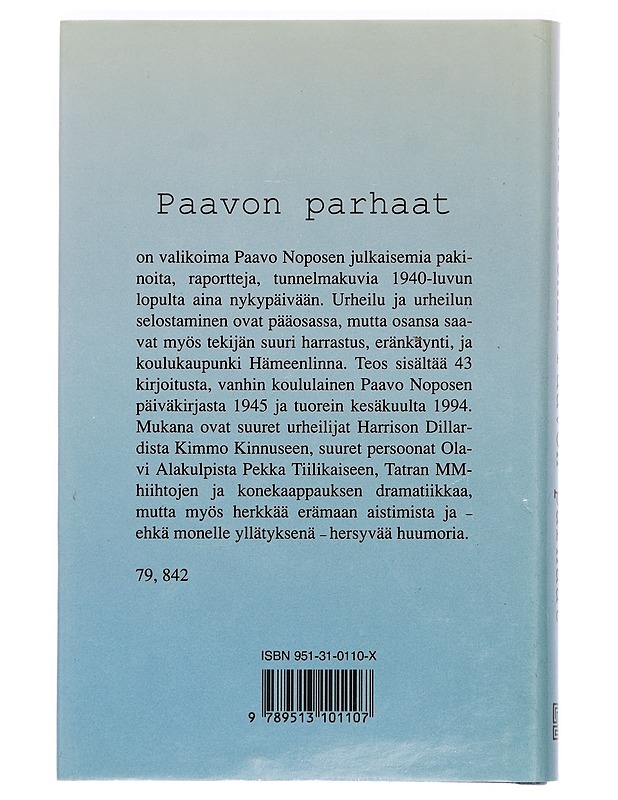 Paavon parhaat
on valikoima Paavo Noposen julkaisemia paki-
noita, raportteja, tunnelmakuvia 1940-luvun
lopulta aina nykypäivään. Urheilu ja urheilun
selostaminen ovat pääosassa, mutta osansa saa-
vat myös tekijän suuri harrastus, eränkäynti, ja
koulukaupunki Hämeenlinna. Teos sisältää 43
kirjoitusta, vanhin koululainen Paavo Noposen
päiväkirjasta 1945 ja tuorein kesäkuulta 1994.
Mukana ovat suuret urheilijat Harrison Dillar-
dista Kimmo Kinnuseen, suuret persoonat Ola-
vi Alakulpista Pekka Tiilikaiseen, Tatran MM-
hiihtojen ja konekaappauksen dramatiikkaa,
mutta myös herkkää erämaan aistimista ja –
ehkä monelle yllätyksenä – hersyvää huumoria.
79, 842
ISBN 951-31-0110-X
9 789513 101107